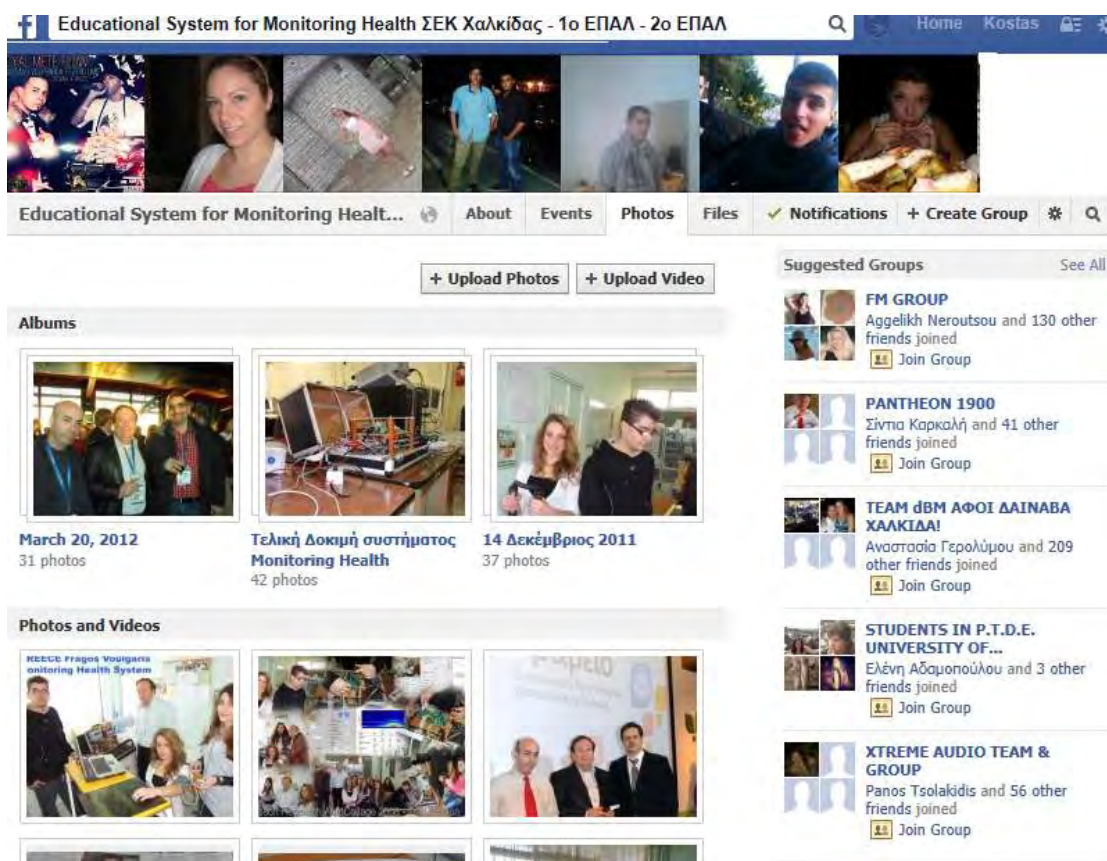 Educational System for Monitoring Health ΣΕΚ Χαλκίδας - 1ο ΕΠΑΛ - 2ο ΕΠΑΛ
Home Kostas
Educational System for Monitoring Healt... About Events Photos Files ✓ Notifications + Create Group
+ Upload Photos + Upload Video
Albums
March 20, 2012
31 photos
Τελική Δοκιμή συστήματος
Monitoring Health
42 photos
14 Δεκέμβριος 2011
37 photos
Photos and Videos
REECE Fragos Voulgaris
onitoring Health System
Suggested Groups See All
FM GROUP
Aggelikh Neroutsou and 130 other
friends joined
Join Group
PANTHEON 1900
Σίντια Καρκαλή and 41 other
friends joined
Join Group
TEAM dBM ΑΦΟΙ ΔΑΙΝΑΒΑ
ΧΑΛΚΙΔΑ!
Αναστασία Γερολύμου and 209
other friends joined
Join Group
STUDENTS IN P.T.D.E.
UNIVERSITY OF...
Ελένη Αδαμοπούλου and 3 other
friends joined
Join Group
XTREME AUDIO TEAM &
GROUP
Panos Tsolakidis and 56 other
friends joined
Join Group